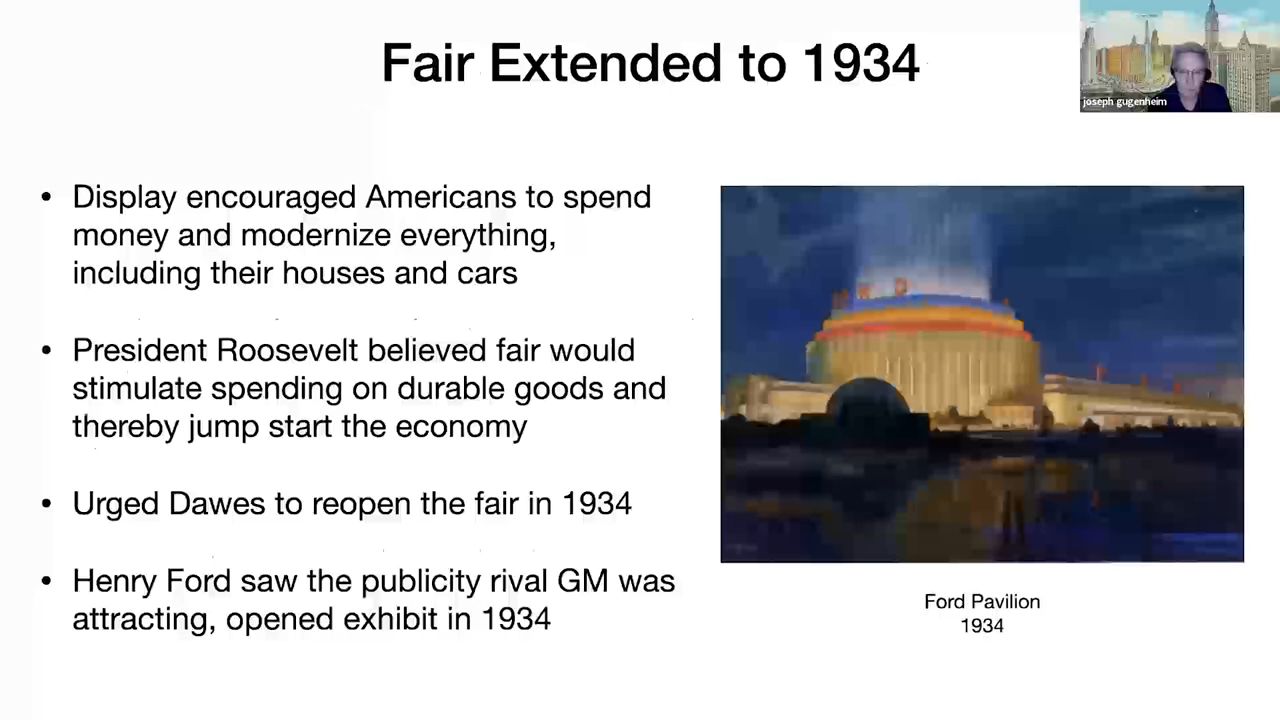 Fair Extended to 1934
joseph gugenheim
• Display encouraged Americans to spend
money and modernize everything,
including their houses and cars
• President Roosevelt believed fair would
stimulate spending on durable goods and
thereby jump start the economy
• Urged Dawes to reopen the fair in 1934
• Henry Ford saw the publicity rival GM was
attracting, opened exhibit in 1934
Ford Pavilion
1934